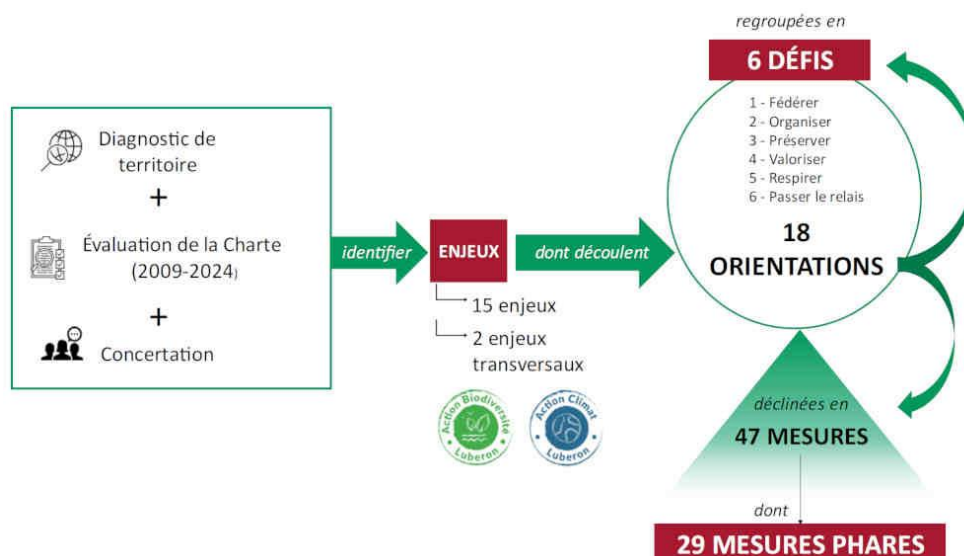 Diagnostic de
territoire
+
Évaluation de la Charte
(2009-2024)
+
Concertation
identifier
ENJEUX
15 enjeux
2 enjeux
transversaux
Action Biodiversité
Luberon
Action Climat
Luberon
dont découlent
regroupées en
6 DÉFIS
1 - Fédérer
2 - Organiser
3 - Préserver
4 - Valoriser
5 - Respirer
6 - Passer le relais
18
ORIENTATIONS
déclinées en
47 MESURES
dont
29 MESURES PHARES